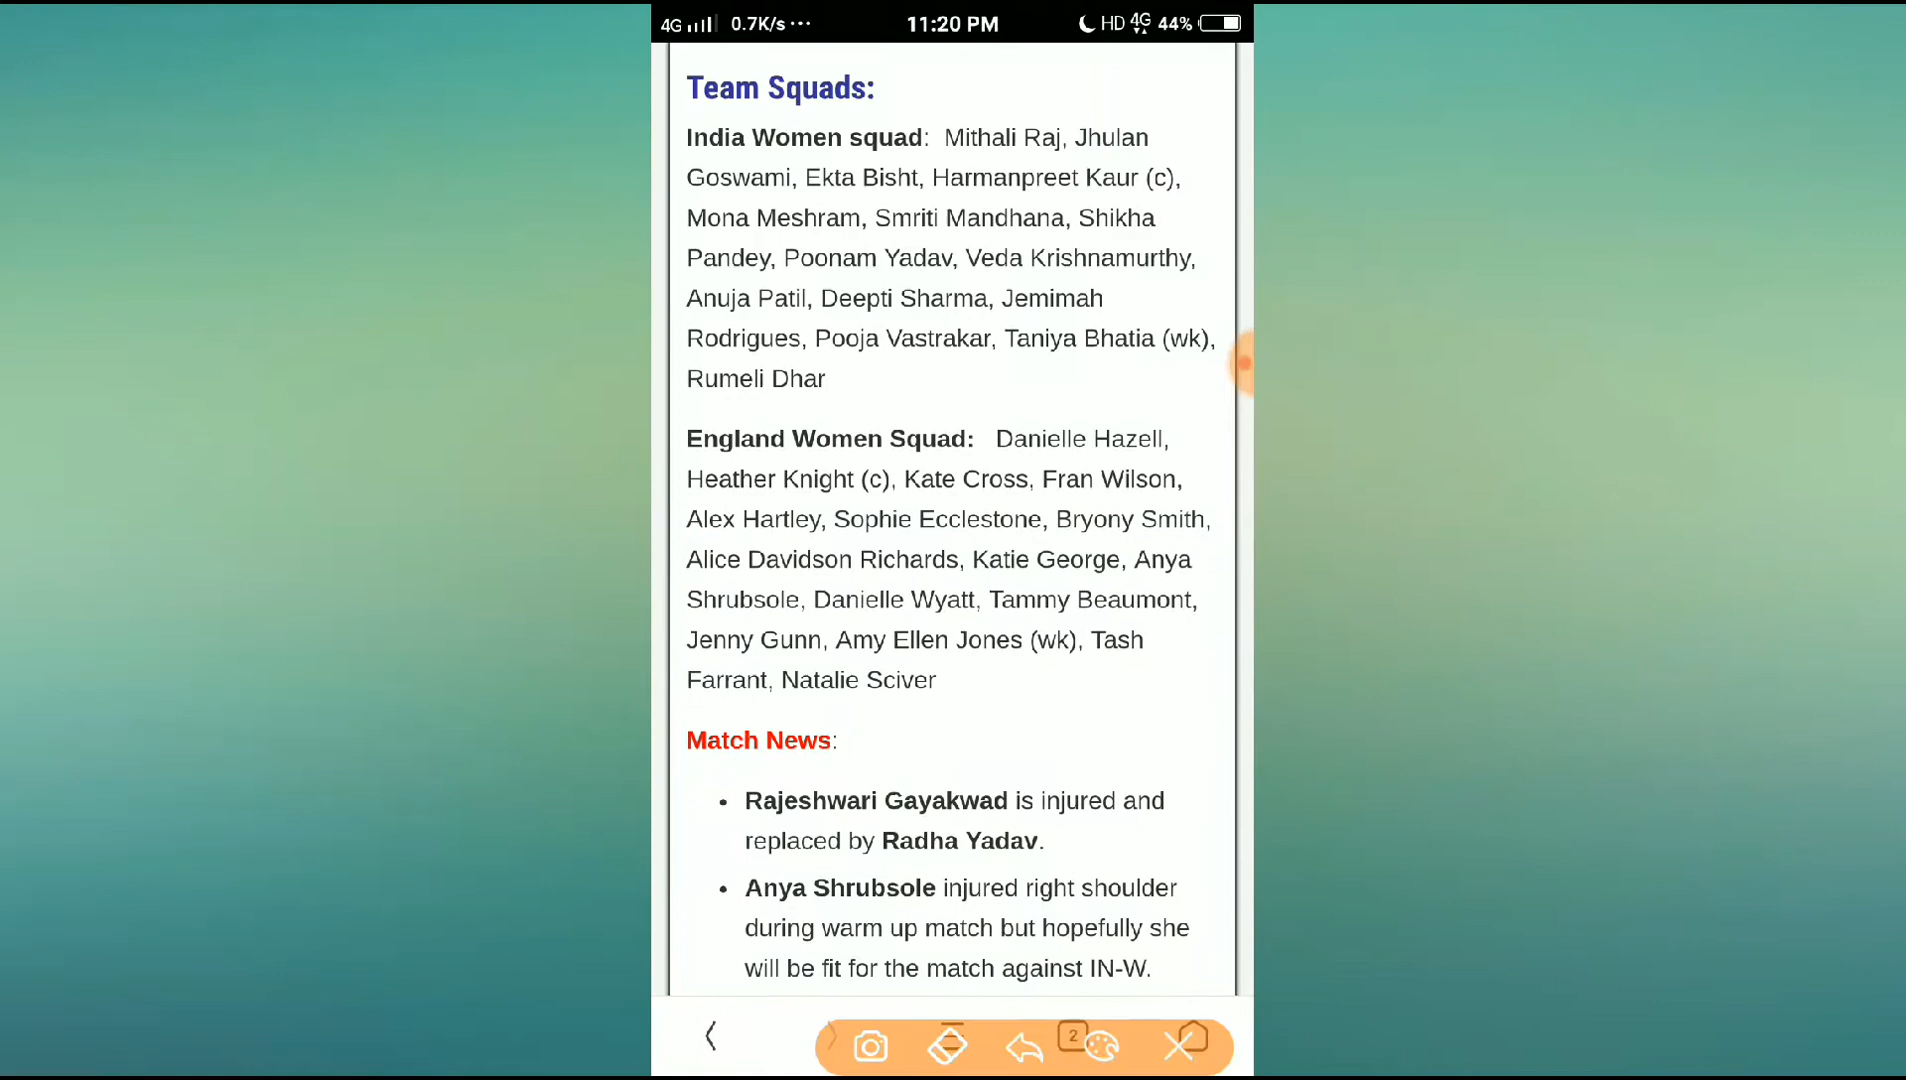 4G 0.7K/s ··· 11:20 PM HD 4G 44%
Team Squads:
India Women squad: Mithali Raj, Jhulan
Goswami, Ekta Bisht, Harmanpreet Kaur (c),
Mona Meshram, Smriti Mandhana, Shikha
Pandey, Poonam Yadav, Veda Krishnamurthy,
Anuja Patil, Deepti Sharma, Jemimah
Rodrigues, Pooja Vastrakar, Taniya Bhatia (wk),
Rumeli Dhar
England Women Squad: Danielle Hazell,
Heather Knight (c), Kate Cross, Fran Wilson,
Alex Hartley, Sophie Ecclestone, Bryony Smith,
Alice Davidson Richards, Katie George, Anya
Shrubsole, Danielle Wyatt, Tammy Beaumont,
Jenny Gunn, Amy Ellen Jones (wk), Tash
Farrant, Natalie Sciver
Match News:
• Rajeshwari Gayakwad is injured and
replaced by Radha Yadav.
• Anya Shrubsole injured right shoulder
during warm up match but hopefully she
will be fit for the match against IN-W.
2